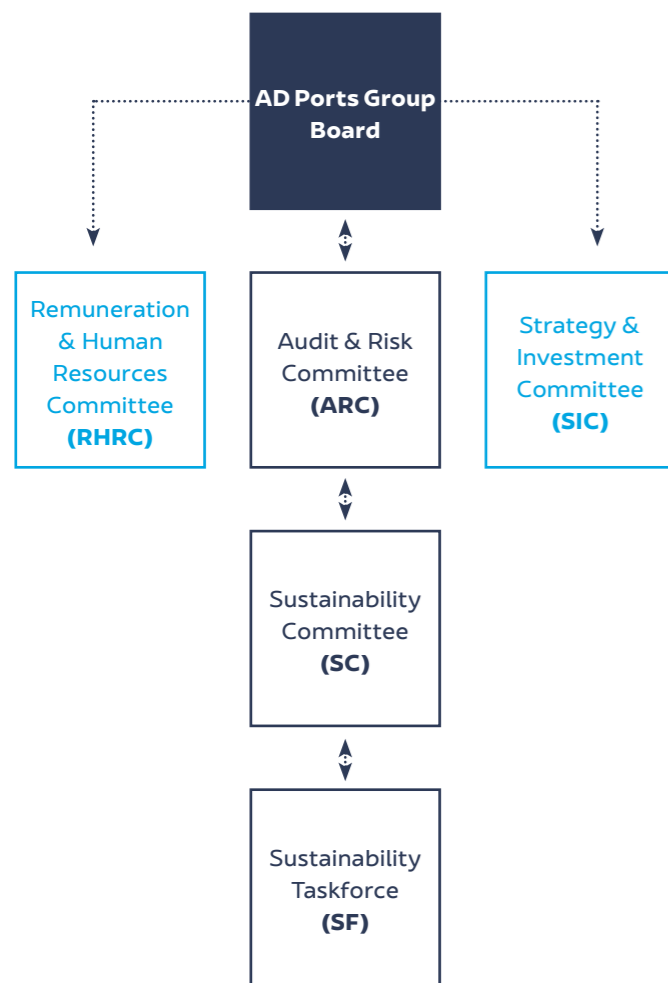 AD Ports Group
Board
Remuneration
& Human
Resources
Committee
(RHRC)
Audit & Risk
Committee
(ARC)
Strategy &
Investment
Committee
(SIC)
Sustainability
Committee
(SC)
Sustainability
Taskforce
(SF)